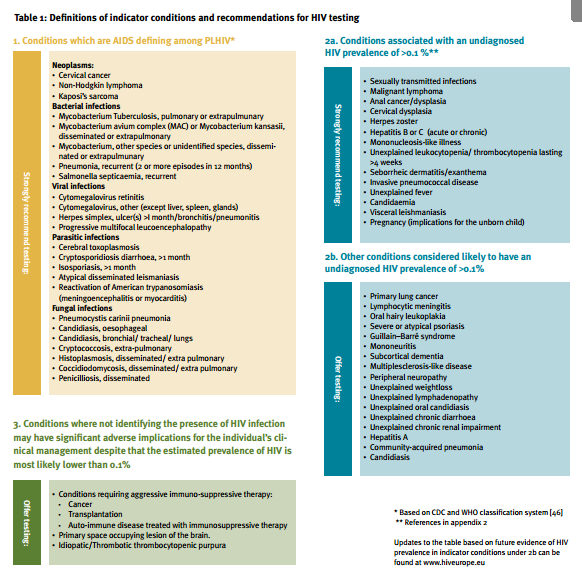 Table 1: Definitions of indicator conditions and recommendations for HIV testing
1. Conditions which are AIDS defining among PLHIV*
Strongly recommend testing:
Neoplasms:
• Cervical cancer
• Non-Hodgkin lymphoma
• Kaposi's sarcoma
Bacterial infections
• Mycobacterium Tuberculosis, pulmonary or extrapulmunary
• Mycobacterium avium complex (MAC) or Mycobacterium kansasii,
disseminated or extrapulmunary
• Mycobacterium, other species or unidentified species, dissemi-
nated or extrapulmunary
• Pneumonia, recurrent (2 or more episodes in 12 months)
• Salmonella septicaemia, recurrent
Viral infections
• Cytomegalovirus retinitis
• Cytomegalovirus, other (except liver, spleen, glands)
• Herpes simplex, ulcer(s) >l month/bronchitis/pneumonitis
• Progressive multifocal leucoencephalopathy
Parasitic infections
• Cerebral toxoplasmosis
• Cryptosporidiosis diarrhoea, >1 month
• Isosporiasis, >1 month
• Atypical disseminated leismaniasis
• Reactivation of American trypanosomiasis
(meningoencephalitis or myocarditis)
Fungal infections
• Pneumocystis carinii pneumonia
• Candidiasis, oesophageal
• Candidiasis, bronchial/ tracheal/ lungs
• Cryptococcosis, extra-pulmonary
• Histoplasmosis, disseminated/ extra pulmonary
• Coccidiodomycosis, disseminated/ extra pulmonary
• Penicilliosis, disseminated
3. Conditions where not identifying the presence of HIV infection
may have significant adverse implications for the individual's cli-
nical management despite that the estimated prevalence of HIV is
most likely lower than 0.1%
Offer testing:
• Conditions requiring aggressive immuno-suppressive therapy:
• Cancer
• Transplantation
• Auto-immune disease treated with immunosuppressive therapy
• Primary space occupying lesion of the brain.
• Idiopatic/Thrombotic thrombocytopenic purpura
2a. Conditions associated with an undiagnosed
HIV prevalence of >0.1 %**
Strongly recommend testing:
• Sexually transmitted infections
• Malignant lymphoma
• Anal cancer/dysplasia
• Cervical dysplasia
• Herpes zoster
• Hepatitis B or C (acute or chronic)
• Mononucleosis-like illness
• Unexplained leukocytopenia/ thrombocytopenia lasting
>4 weeks
• Seborrheic dermatitis/exanthema
• Invasive pneumococcal disease
• Unexplained fever
• Candidaemia
• Visceral leishmaniasis
• Pregnancy (implications for the unborn child)
2b. Other conditions considered likely to have an
undiagnosed HIV prevalence of >0.1%
Offer testing:
• Primary lung cancer
• Lymphocytic meningitis
• Oral hairy leukoplakia
• Severe or atypical psoriasis
• Guillain–Barré syndrome
• Mononeuritis
• Subcortical dementia
• Multiplesclerosis-like disease
• Peripheral neuropathy
• Unexplained weightloss
• Unexplained lymphadenopathy
• Unexplained oral candidiasis
• Unexplained chronic diarrhoea
• Unexplained chronic renal impairment
• Hepatitis A
• Community-acquired pneumonia
• Candidiasis
* Based on CDC and WHO classification system [46]
** References in appendix 2
Updates to the table based on future evidence of HIV
prevalence in indicator conditions under 2b can be
found at www.hiveurope.eu